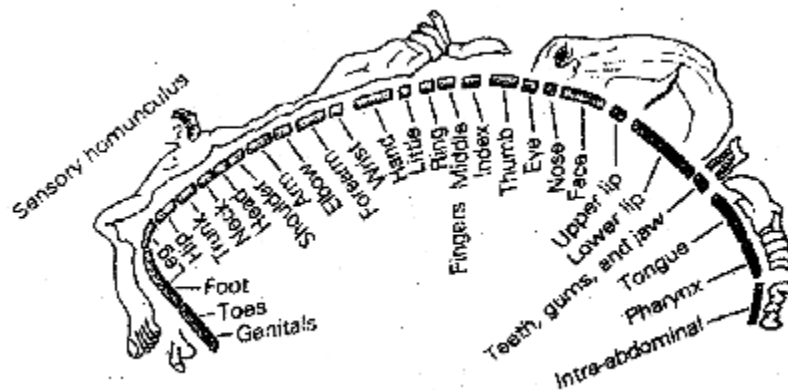 Sensory homunculus
Genitals
Toes
Foot
Leg
Hip
Trunk
Neck
Head
Shoulder
Arm
Elbow
Forearm
Wrist
Hand
Little
Ring
Fingers Middle
Index
Thumb
Eye
Nose
Face
Upper lip
Lower lip
Teeth, gums, and jaw
Tongue
Pharynx
Intra-abdominal